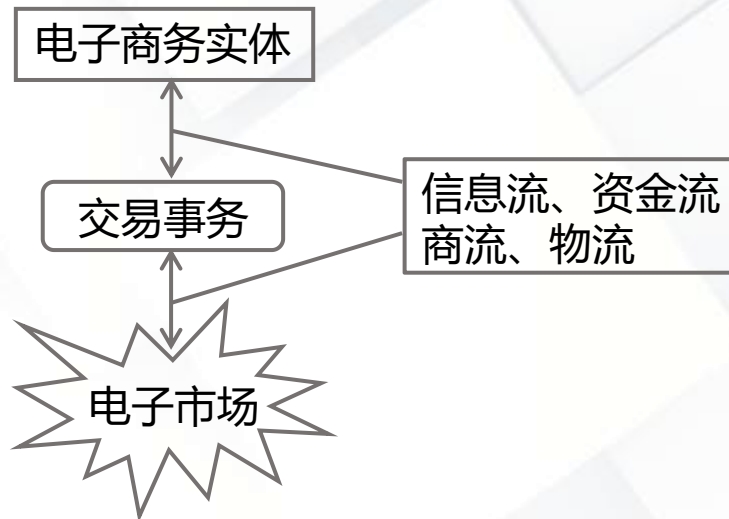 电子商务实体
交易事务
信息流、资金流
商流、物流
电子市场